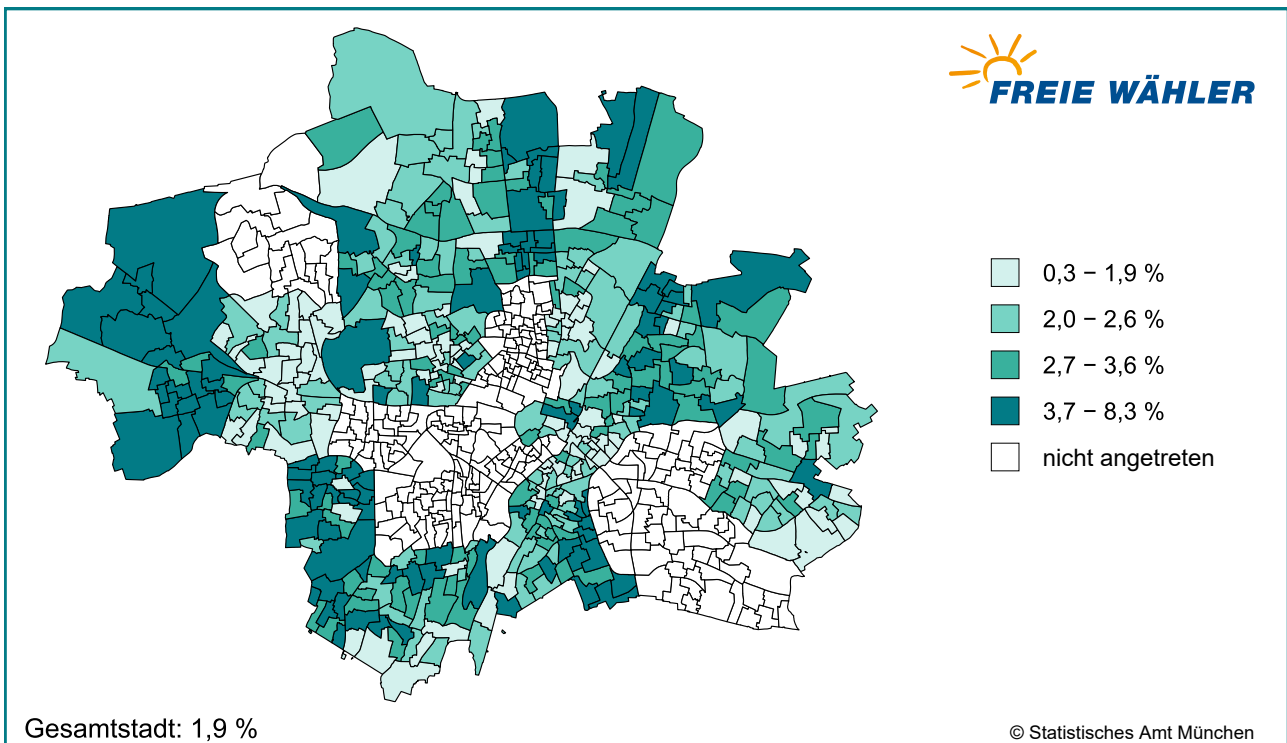 FREIE WÄHLER
0,3 – 1,9 %
2,0 – 2,6 %
2,7 – 3,6 %
3,7 – 8,3 %
nicht angetreten
Gesamtstadt: 1,9 %
© Statistisches Amt München